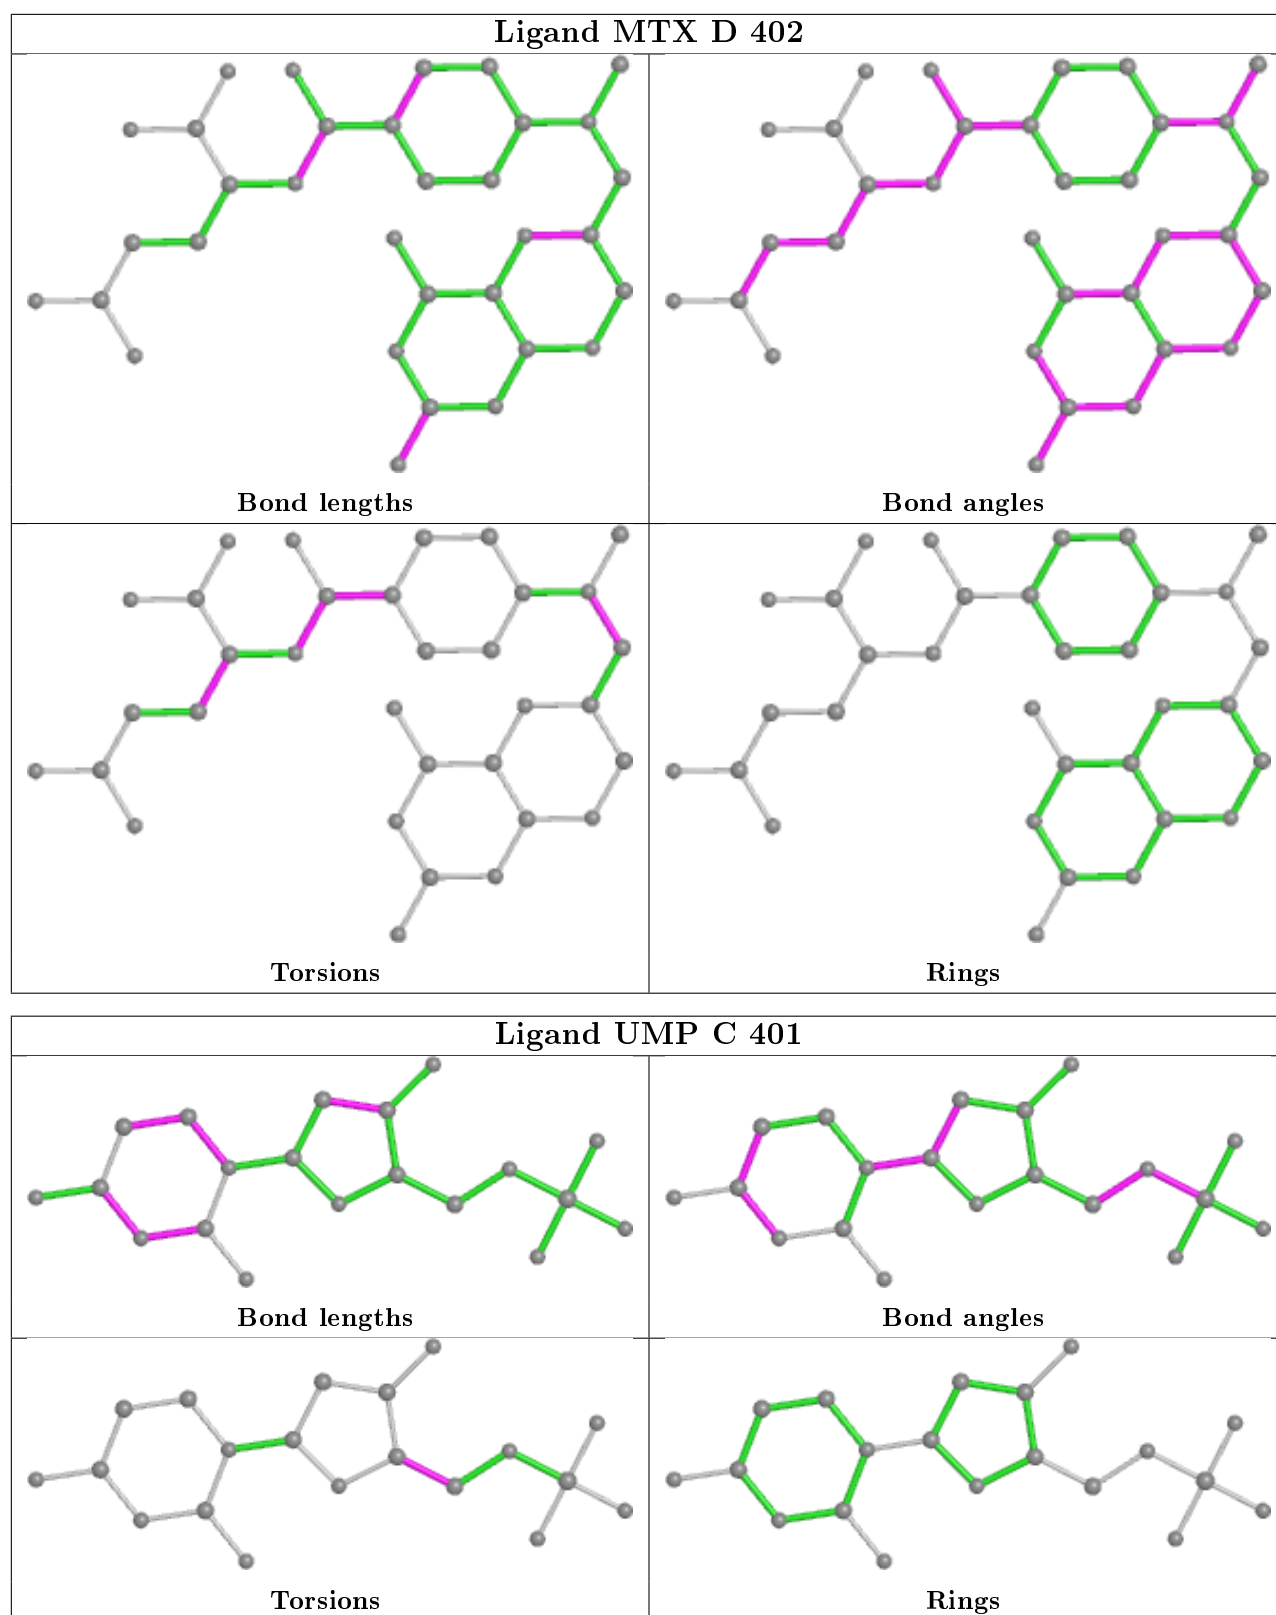 Ligand MTX D 402
Bond lengths
Bond angles
Torsions
Rings
Ligand UMP C 401
Bond lengths
Bond angles
Torsions
Rings